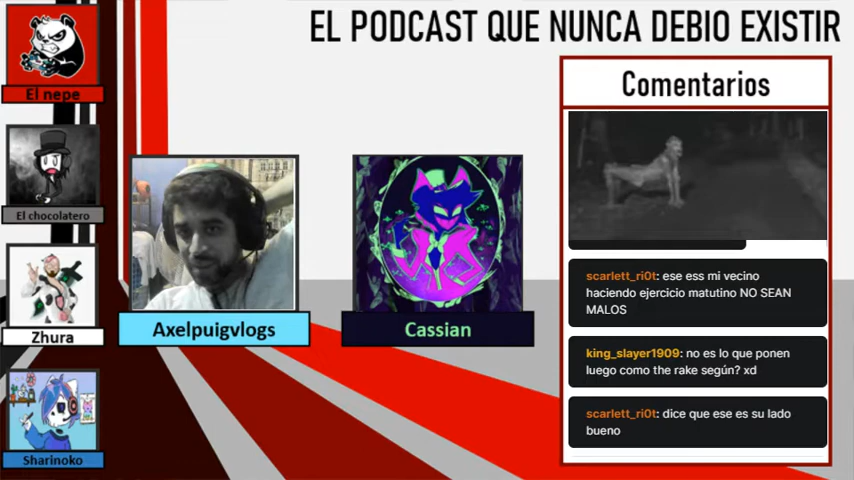 EL PODCAST QUE NUNCA DEBIO EXISTIR
El nepe
El chocolatero
Zhura
Sharinoko
Axelpuigvlogs
Cassian
Comentarios
scarlett_ri0t: ese ess mi vecino
haciendo ejercicio matutino NO SEAN
MALOS
king_slayer1909: no es lo que ponen
luego como the rake según? xd
scarlett_ri0t: dice que ese es su lado
bueno